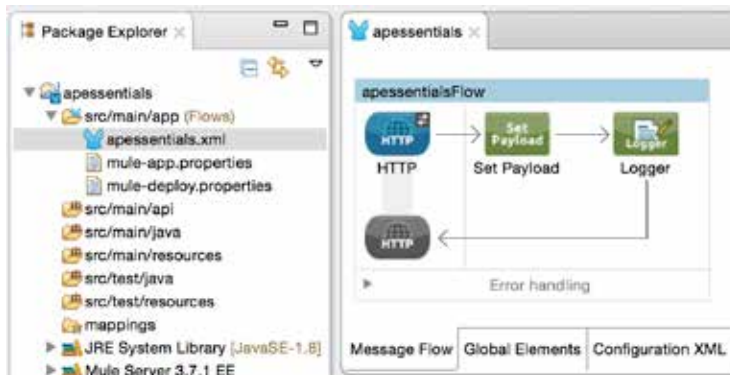 Package Explorer
apessentials
src/main/app (Flows)
apessentials.xml
mule-app.properties
mule-deploy.properties
src/main/api
src/main/java
src/main/resources
src/test/java
src/test/resources
mappings
JRE System Library [JavaSE-1.8]
Mule Server 3.7.1 EE
apessentials
apessentialsFlow
HTTP
Set Payload
Logger
HTTP
Set Payload
Logger
HTTP
Error handling
Message Flow
Global Elements
Configuration XML